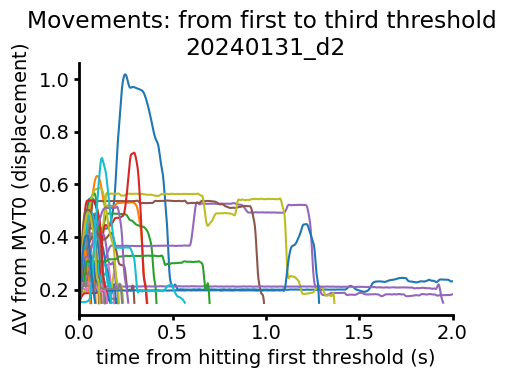 Movements: from first to third threshold
20240131_d2
ΔV from MVT0 (displacement)
1.0
0.8
0.6
0.4
0.2
0.0
0.5
1.0
1.5
2.0
time from hitting first threshold (s)